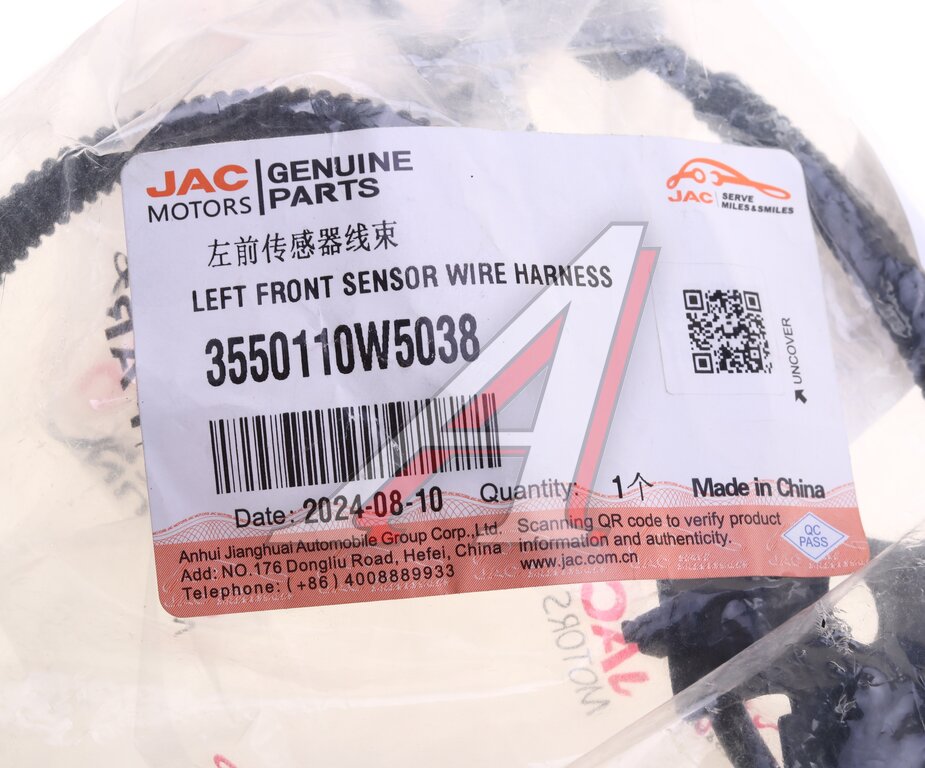 JAC MOTORS
GENUINE PARTS
JAC SERVE MILES&SMILES
左前传感器线束
LEFT FRONT SENSOR WIRE HARNESS
3550110W5038
UNCOVER
Date: 2024-08-10
Quantity: 1个
Made in China
Anhui Jianghuai Automobile Group Corp.,Ltd.
Add: NO.176 Dongliu Road, Hefei, China
Telephone: (+86) 4008889933
Scanning QR code to verify product
information and authenticity.
www.jac.com.cn
QC
PASS
JAC
MOTORS